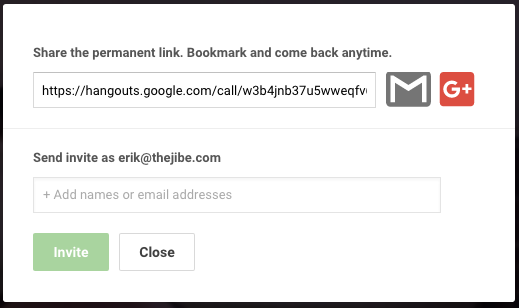 Share the permanent link. Bookmark and come back anytime.
https://hangouts.google.com/call/w3b4jnb37u5wweqfv
G+
Send invite as erik@thejibe.com
+ Add names or email addresses
Invite
Close